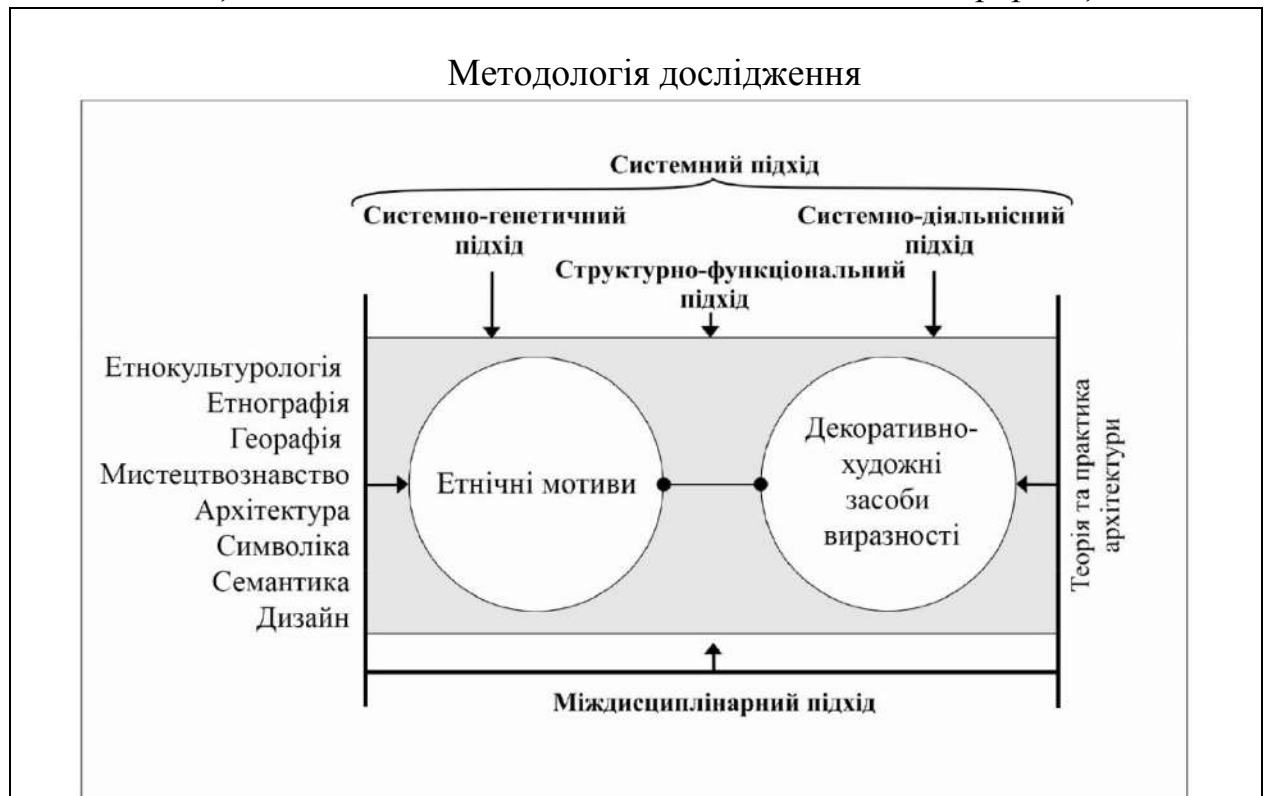 Методологія дослідження
Системний підхід
Системно-генетичний
підхід
Системно-діяльнісний
підхід
Структурно-функціональний
підхід
Етнокультурологія
Етнографія
Георафія
Мистецтвознавство
Архітектура
Символіка
Семантика
Дизайн
Етнічні мотиви
Декоративно-
художні
засоби
виразності
Теорія та практика
архітектури
Міждисциплінарний підхід